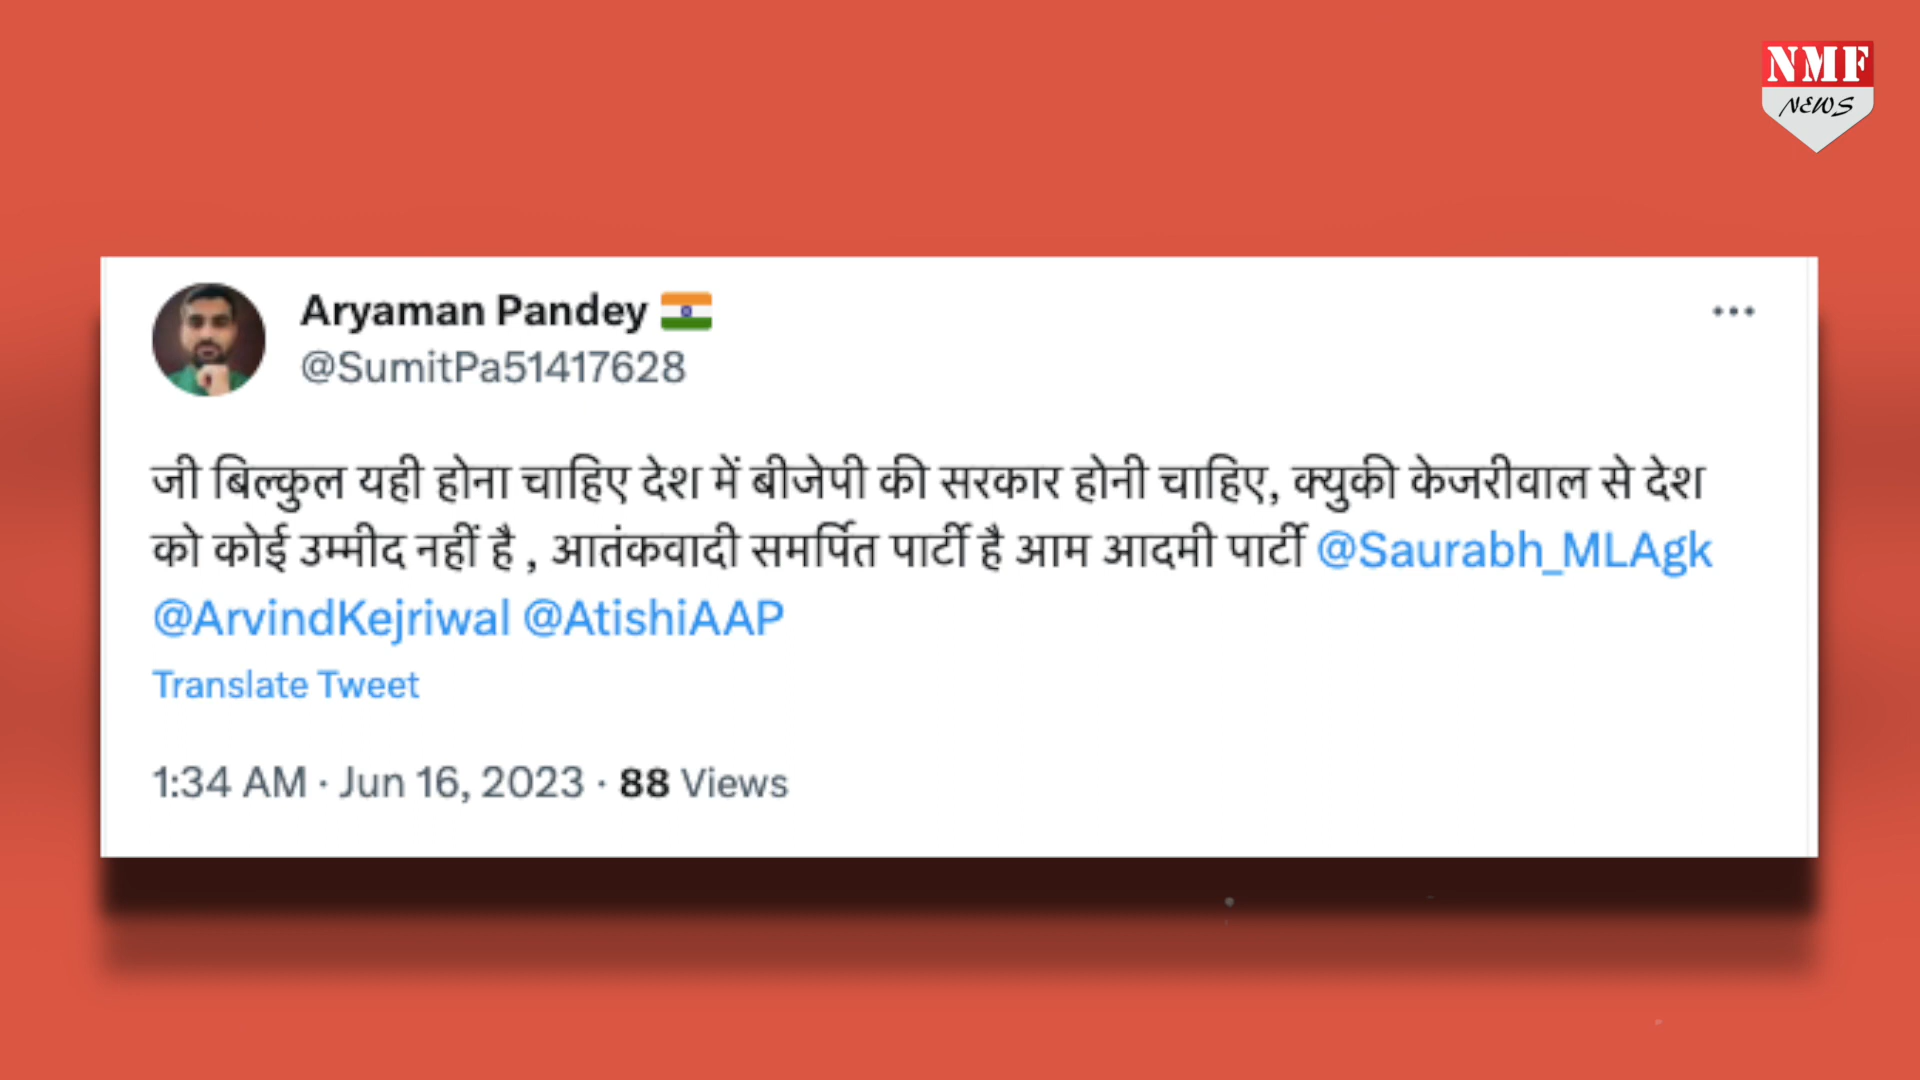 NMF
NEWS
Aryaman Pandey
@SumitPa51417628
जी बिल्कुल यही होना चाहिए देश में बीजेपी की सरकार होनी चाहिए, क्युकी केजरीवाल से देश
को कोई उम्मीद नहीं है , आतंकवादी समर्पित पार्टी है आम आदमी पार्टी @Saurabh_MLAgk
@ArvindKejriwal @AtishiAAP
Translate Tweet
1:34 AM · Jun 16, 2023 · 88 Views